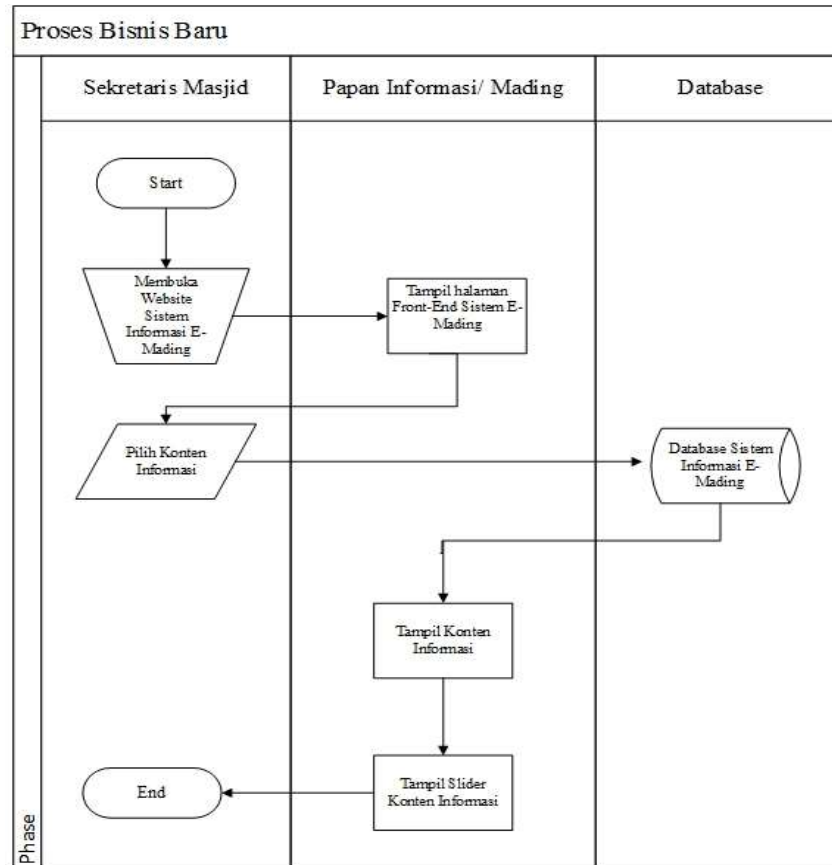 Proses Bisnis Baru
Sekretaris Masjid
Papan Informasi/ Mading
Database
Start
Membuka
Website
Sistem
Informasi E-
Mading
Tampil halaman
Front-End Sistem E-
Mading
Pilih Konten
Informasi
Database Sistem
Informasi E-
Mading
Tampil Konten
Informasi
Tampil Slider
Konten Informasi
End
Phase